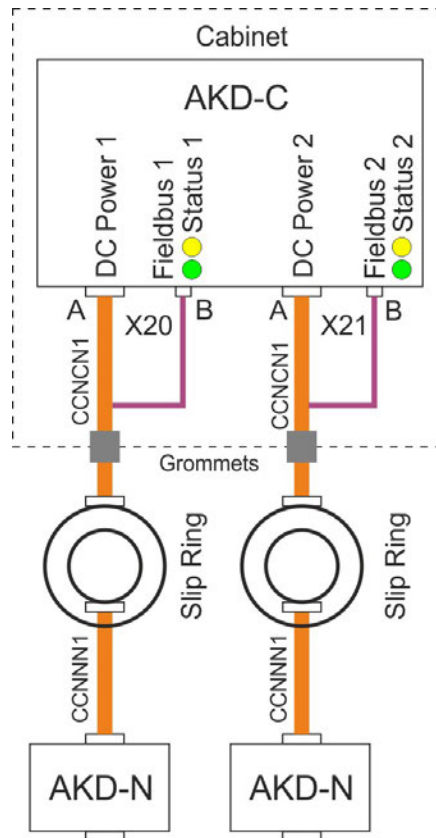 Cabinet
AKD-C
DC Power 1
Fieldbus 1
Status 1
DC Power 2
Fieldbus 2
Status 2
A
X20
B
A
X21
B
CCNCN1
CCNCN1
Grommets
Slip Ring
Slip Ring
CCNNN1
CCNNN1
AKD-N
AKD-N